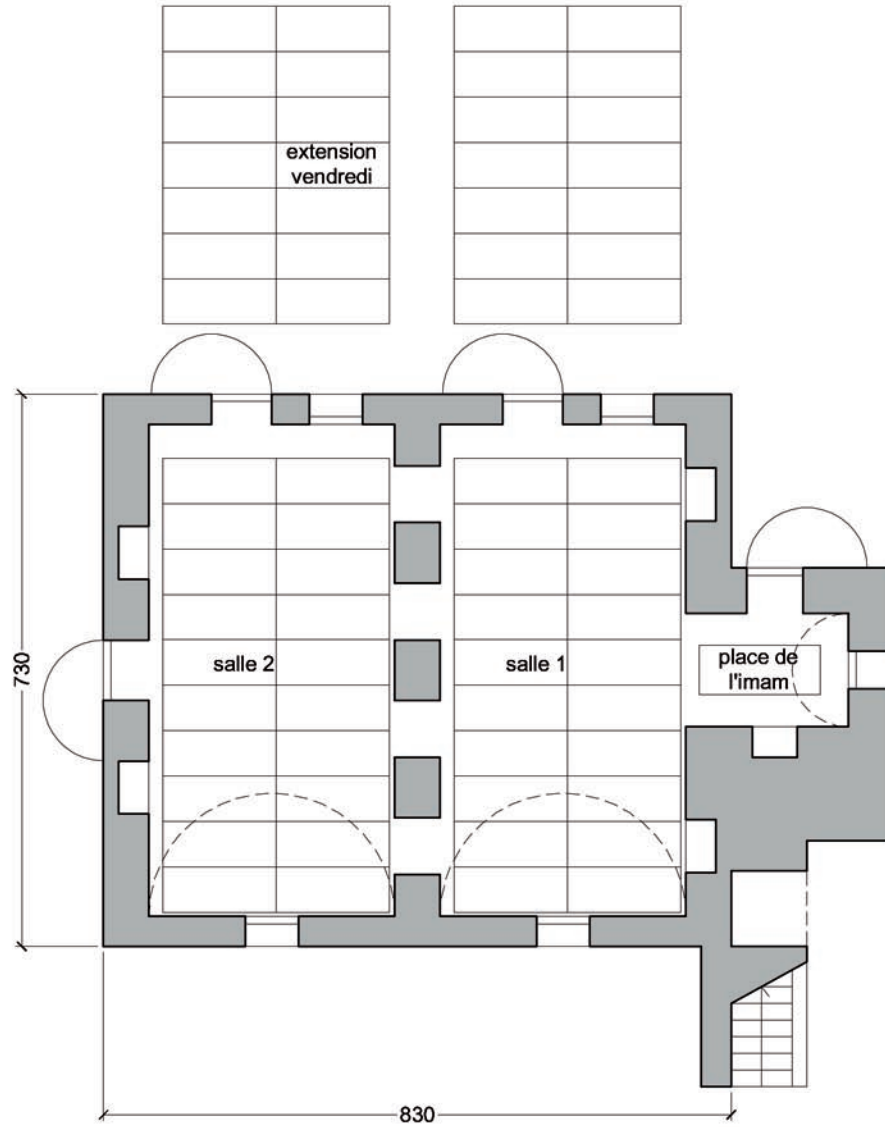 extension
vendredi
730
salle 2
salle 1
place de
l'imam
830